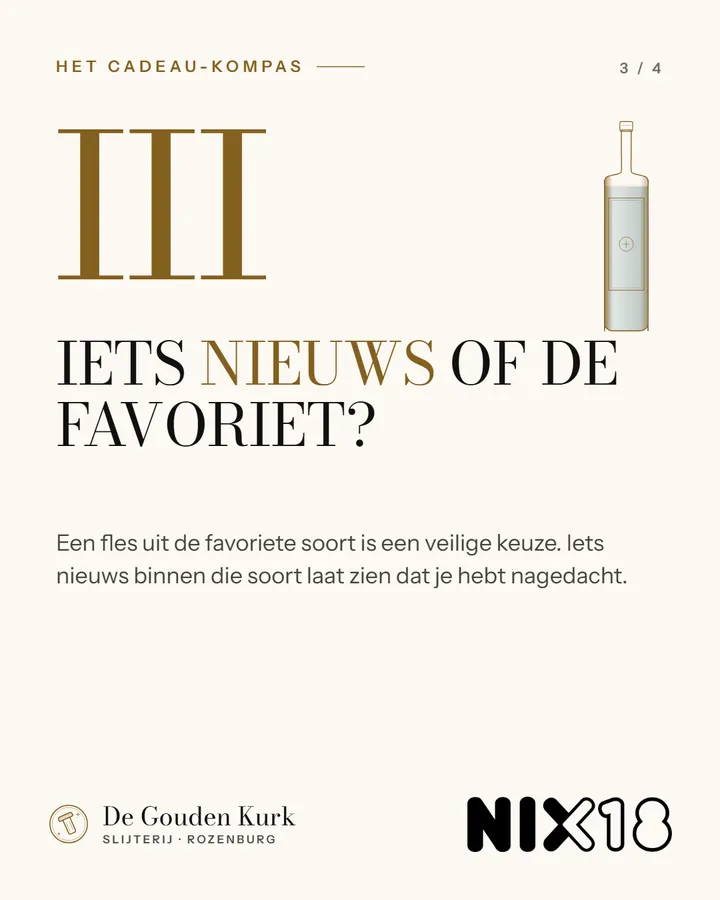 HET CADEAU-KOMPAS
3 / 4
III
IETS NIEUWS OF DE
FAVORIET?
Een fles uit de favoriete soort is een veilige keuze. Iets
nieuws binnen die soort laat zien dat je hebt nagedacht.
De Gouden Kurk
SLIJTERIJ · ROZENBURG
NIX18